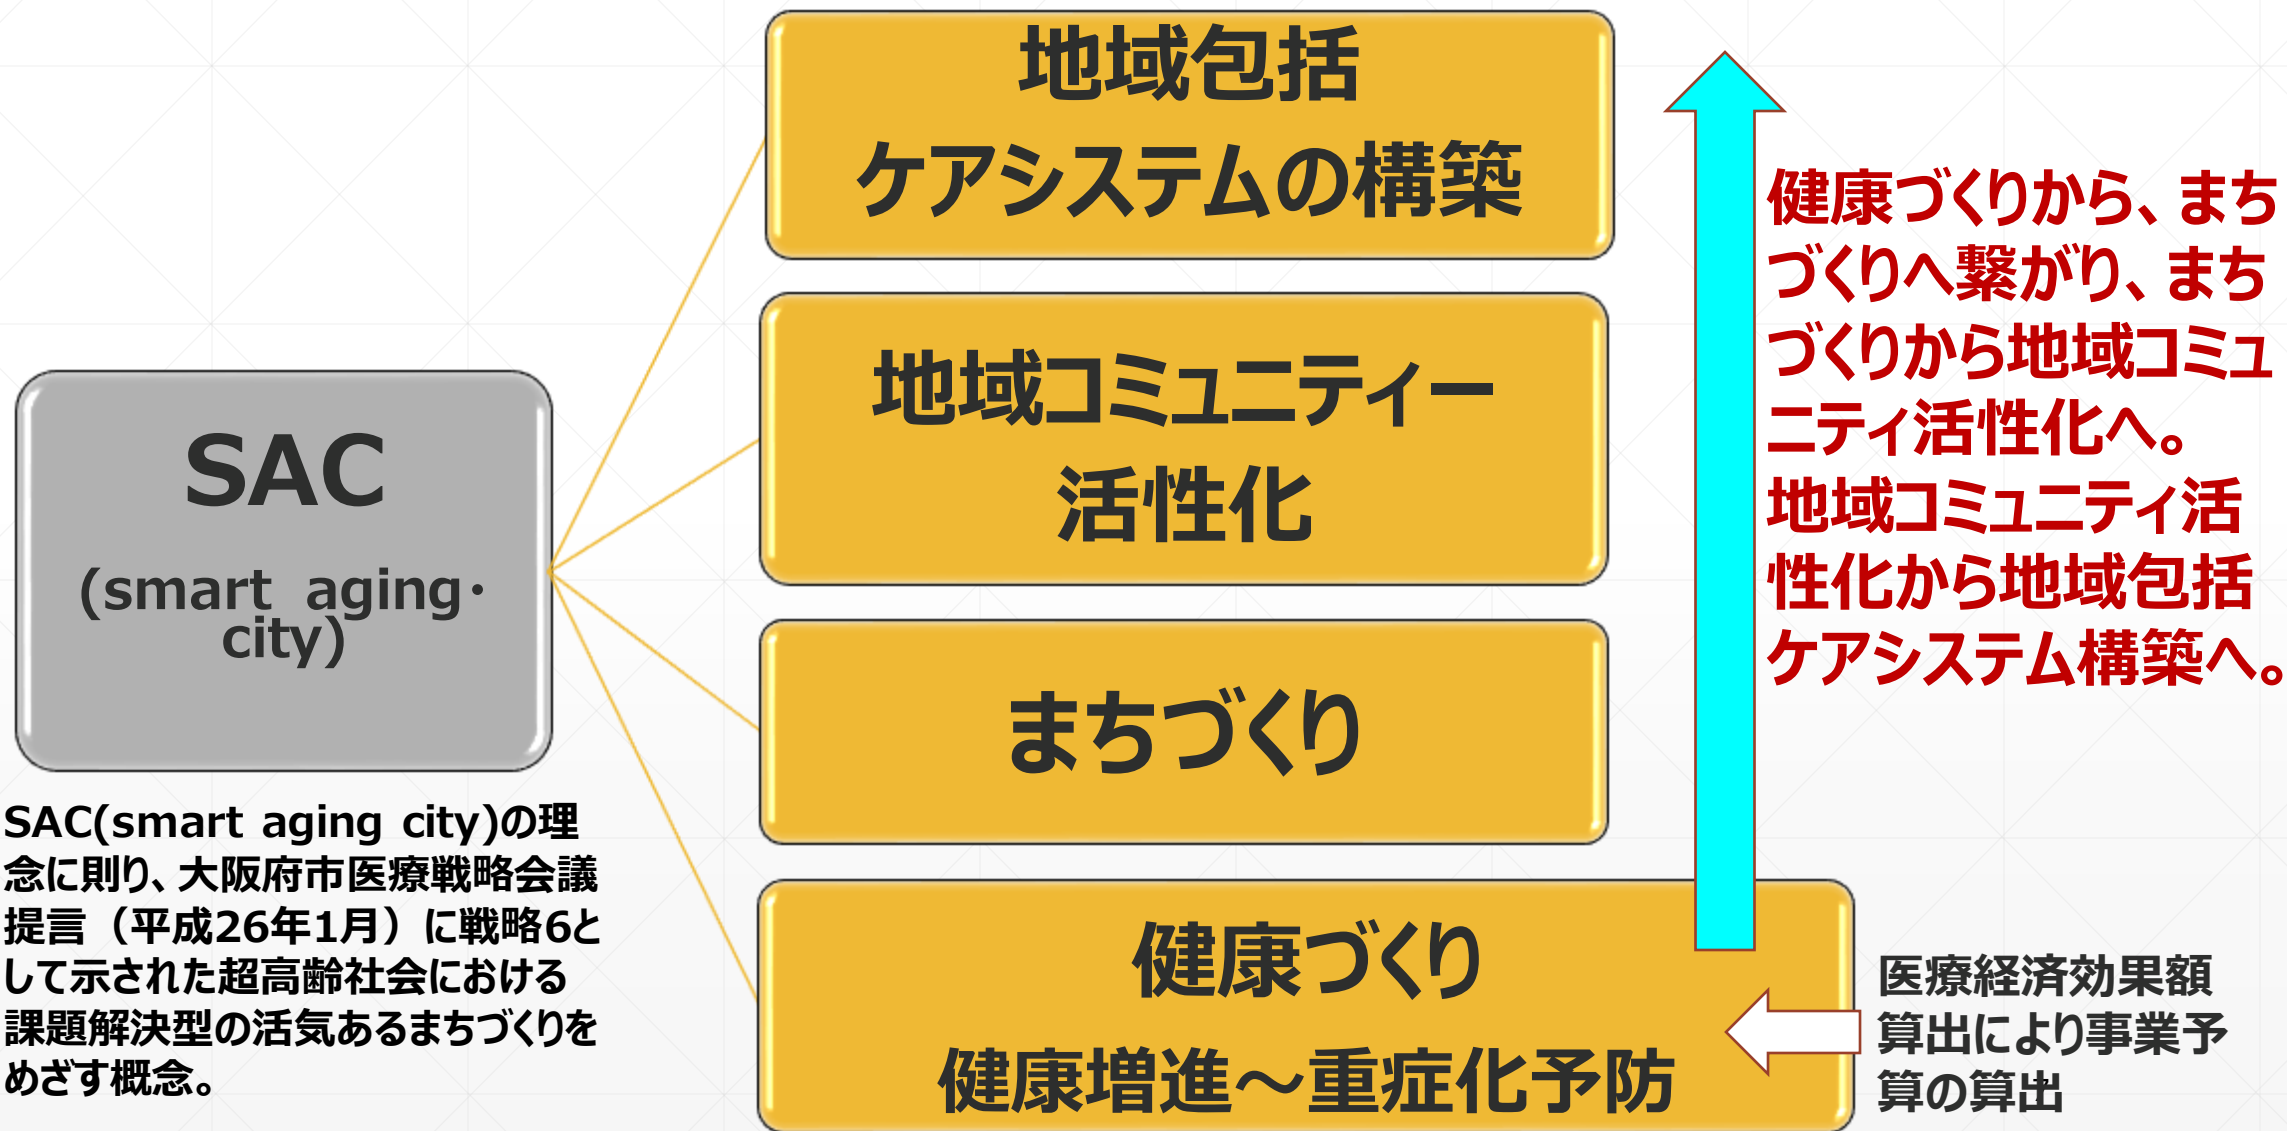 地域包括
ケアシステムの構築
地域コミュニティー
活性化
まちづくり
健康づくり
健康増進～重症化予防
SAC
(smart aging・
city)
SAC(smart aging city)の理
念に則り、大阪府市医療戦略会議
提言（平成26年1月）に戦略6と
して示された超高齢社会における
課題解決型の活気あるまちづくりを
めざす概念。
健康づくりから、まち
づくりへ繋がり、まち
づくりから地域コミュ
ニティ活性化へ。
地域コミュニティ活
性化から地域包括
ケアシステム構築へ。
医療経済効果額
算出により事業予
算の算出